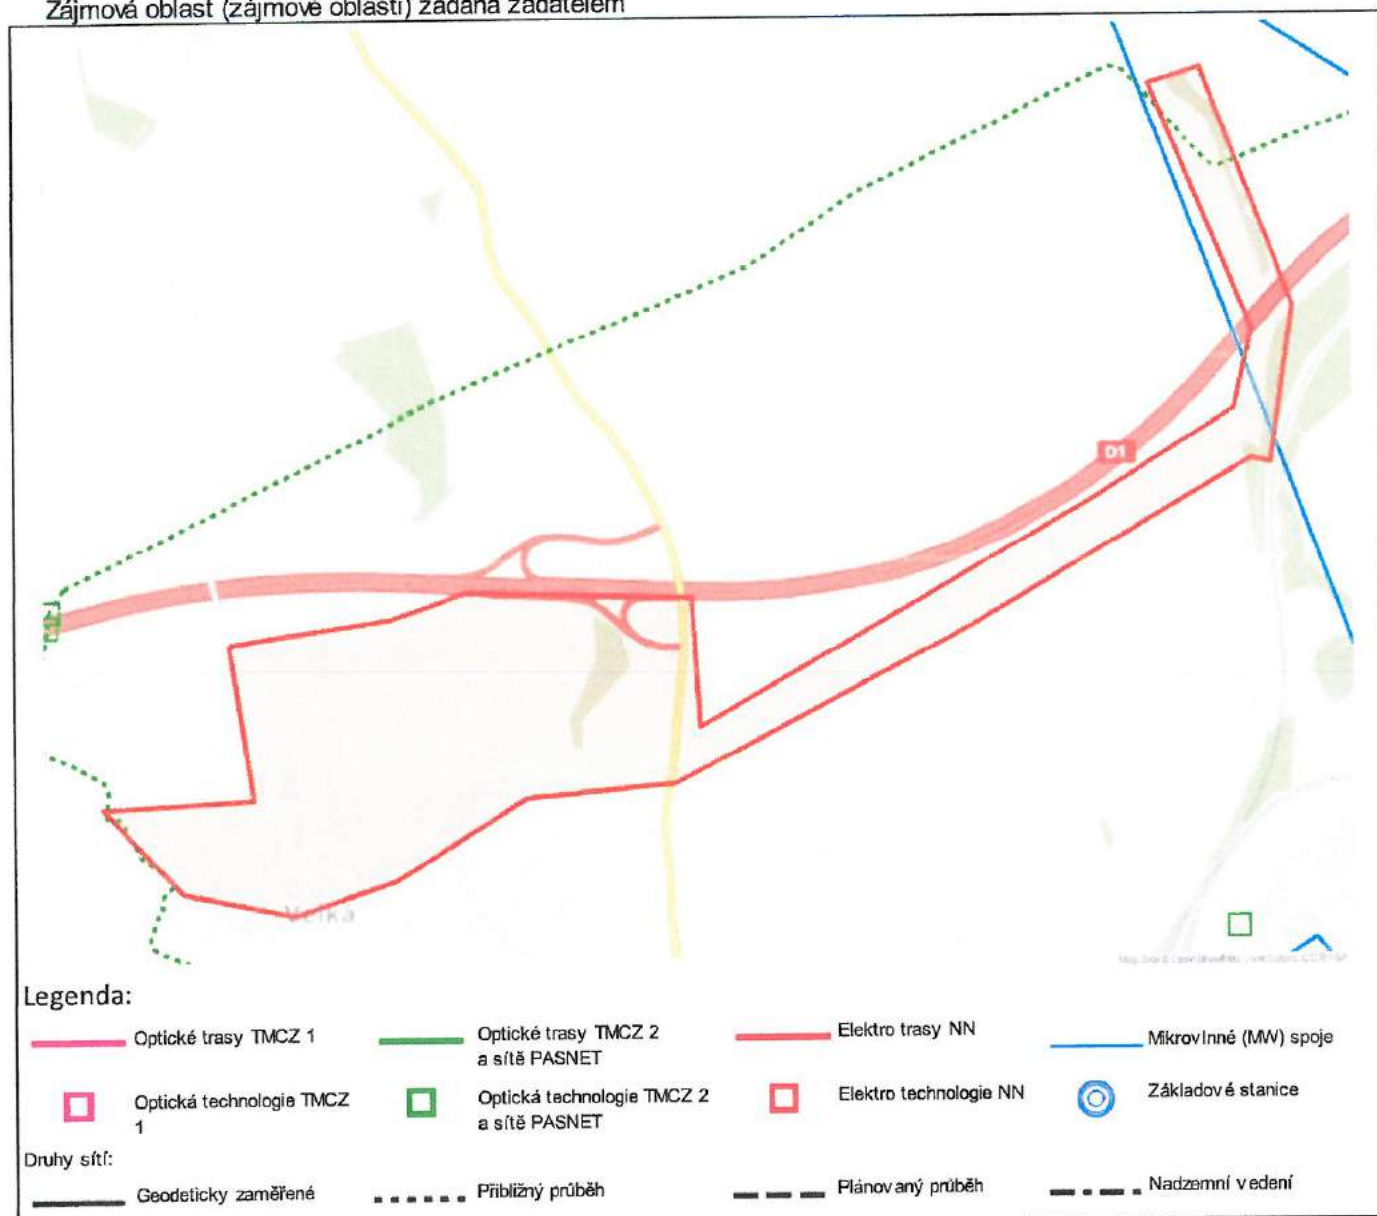 Zájmová oblast (zájmové oblasti) zadaná žadatelem
D1
Velká
Legenda:
Optické trasy TMCZ 1
Optické trasy TMCZ 2
a sítě PASNET
Elektro trasy NN
Mikrovlnné (MW) spoje
Optická technologie TMCZ
1
Optická technologie TMCZ 2
a sítě PASNET
Elektro technologie NN
Základové stanice
Druhy sítí:
Geodeticky zaměřené
Přibližný průběh
Plánovaný průběh
Nadzemní vedení